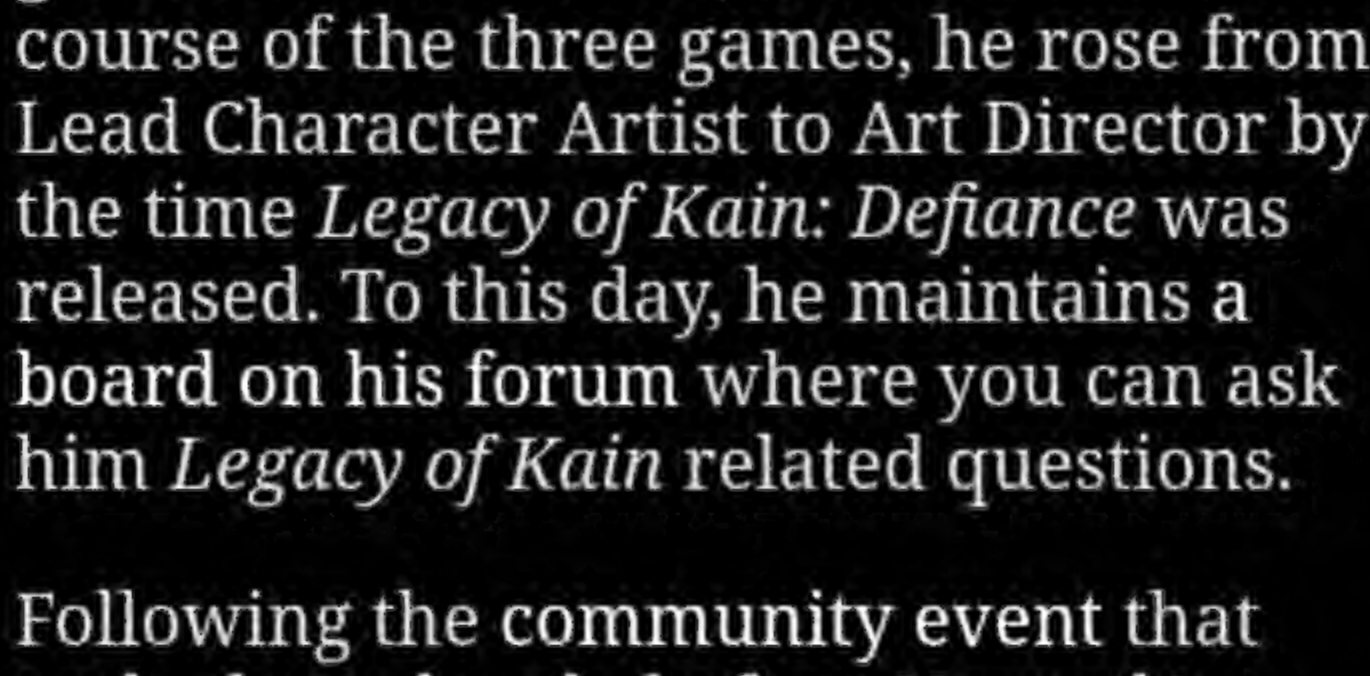 course of the three games, he rose from
Lead Character Artist to Art Director by
the time Legacy of Kain: Defiance was
released. To this day, he maintains a
board on his forum where you can ask
him Legacy of Kain related questions.
Following the community event that